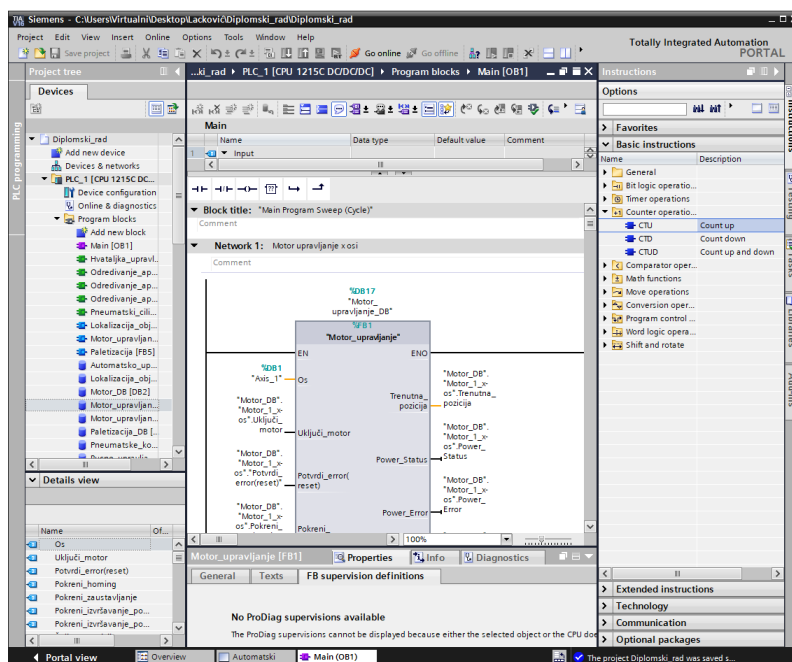 Siemens - C:\Users\Virtualni\Desktop\Lacković\Diplomski_rad\Diplomski_rad
Project Edit View Insert Online Options Tools Window Help
Totally Integrated Automation
PORTAL
Save project
Go online
Go offline
Project tree
Devices
PLC programming
Diplomski_rad
Add new device
Devices & networks
PLC_1 [CPU 1215C DC...
Device configuration
Online & diagnostics
Program blocks
Add new block
Main [OB1]
Hvataljka_upravl...
Odredivanje_ap...
Odredivanje_ap...
Odredivanje_ap...
Pneumatski_cili...
Lokalizacija_obj...
Motor_upravljan...
Paletizacija [FB5]
Automatsko_up...
Lokalizacija_obj...
Motor_DB [DB2]
Motor_upravljan...
Motor_upravljan...
Paletizacija_DB [...
Pneumatske_ko...
Details view
Name Of...
Os
Uključi_motor
Potvrdi_error(reset)
Pokreni_homing
Pokreni_zaustavljanje
Pokreni_izvršavanje_po...
Pokreni_izvršavanje_po...
...ki_rad ▸ PLC_1 [CPU 1215C DC/DC/DC] ▸ Program blocks ▸ Main [OB1]
Main
Name Data type Default value Comment
1 Input
Block title: "Main Program Sweep (Cycle)"
Comment
Network 1: Motor upravljanje x osi
Comment
%DB17
"Motor_
upravljanje_DB"
%FB1
"Motor_upravljanje"
EN ENO
%DB1
"Axis_1" Os
"Motor_DB".
"Motor_1_x-
os".Uključi_
motor Uključi_motor
"Motor_DB".
"Motor_1_x-
os"."Potvrdi_
error(reset)" Potvrdi_error(
reset)
"Motor_DB".
"Motor_1_x-
os".Pokreni_ Pokreni_
Trenutna_
pozicija
"Motor_DB".
"Motor_1_x-
os".Trenutna_
pozicija
Power_Status
"Motor_DB".
"Motor_1_x-
os".Power_
Status
Power_Error
"Motor_DB".
"Motor_1_x-
os".Power_
Error
100%
Motor_upravljanje [FB1]
Properties Info Diagnostics
General Texts FB supervision definitions
No ProDiag supervisions available
The ProDiag supervisions cannot be displayed because either the selected object or the CPU doe
Instructions
Options
Favorites
Basic instructions
Name Description
General
Bit logic operatio...
Timer operations
Counter operatio...
CTU Count up
CTD Count down
CTUD Count up and down
Comparator oper...
Math functions
Move operations
Conversion oper...
Program control ...
Word logic opera...
Shift and rotate
Extended instructions
Technology
Communication
Optional packages
Instructions
Testing
Tasks
Libraries
Add-ins
Portal view
Overview
Automatski
Main (OB1)
The project Diplomski_rad was saved s...